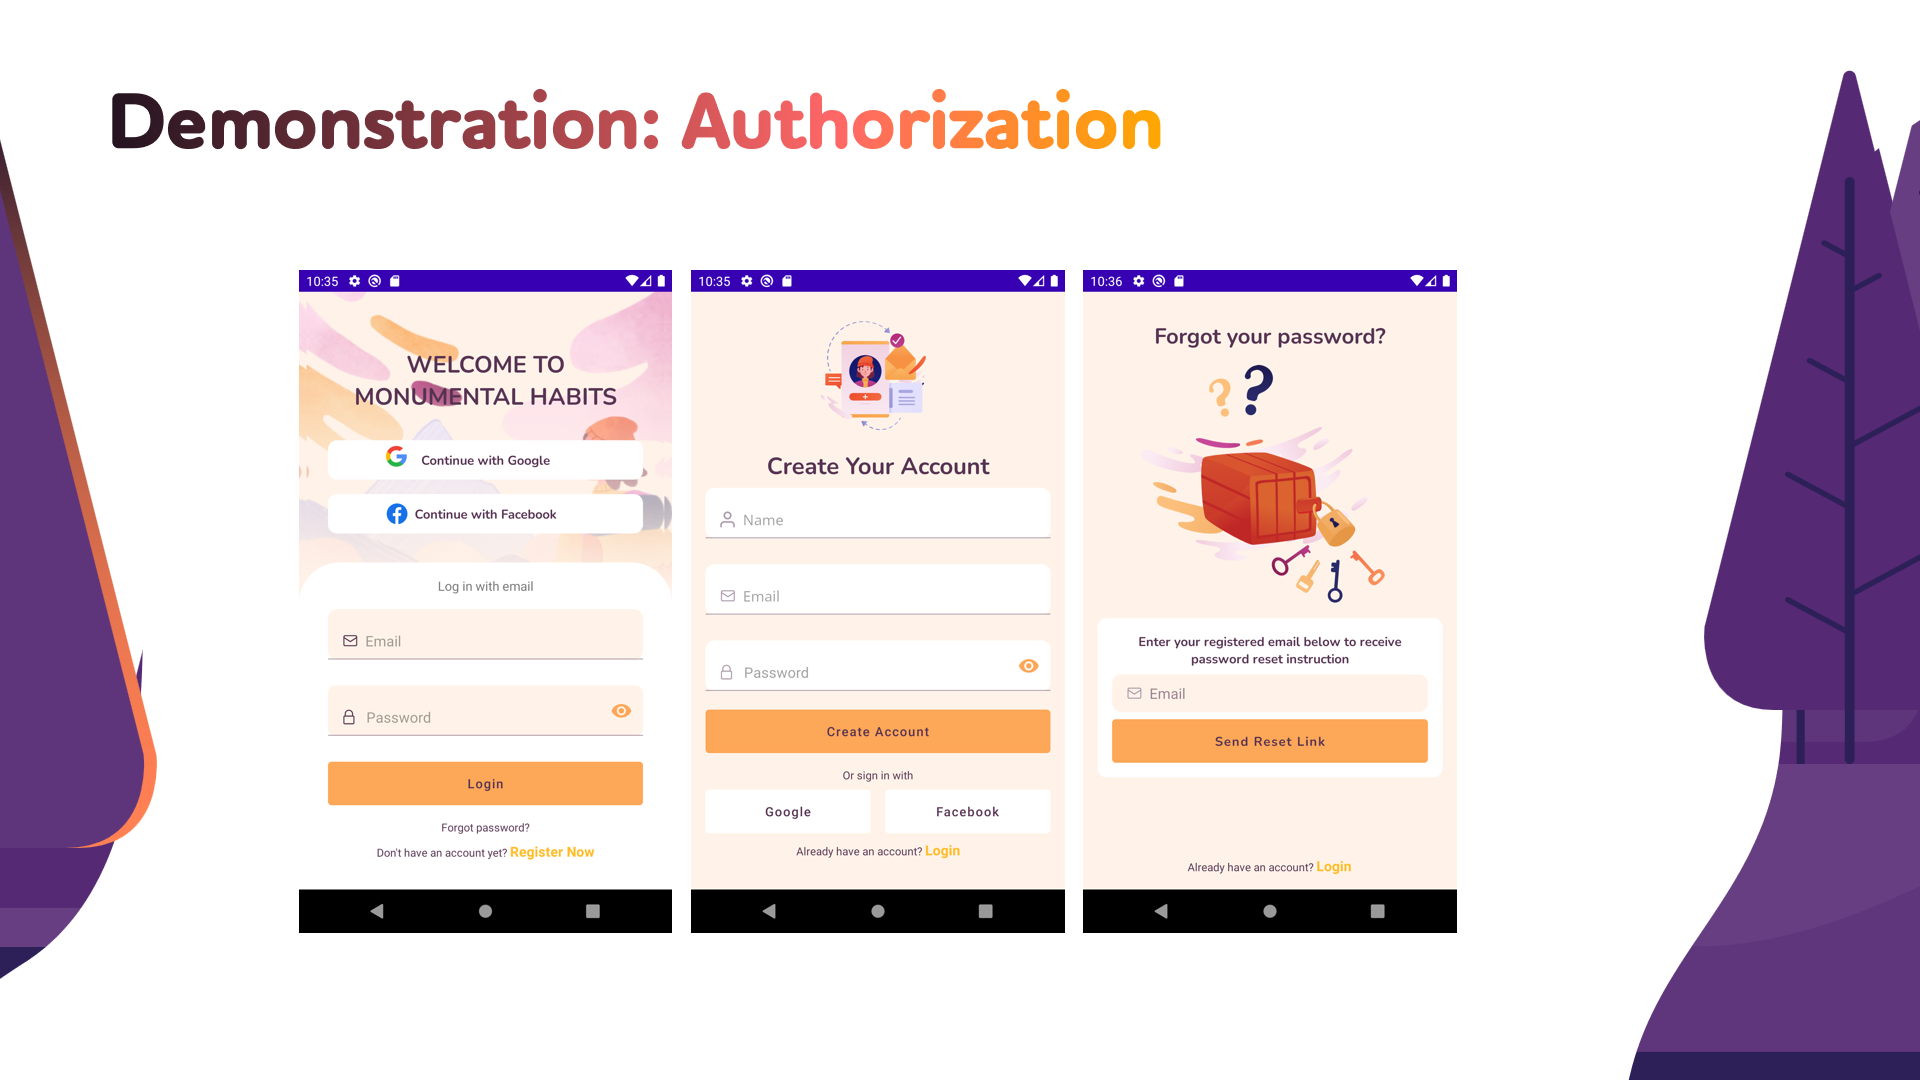 Demonstration: Authorization
10:35
WELCOME TO
MONUMENTAL HABITS
Continue with Google
Continue with Facebook
Log in with email
Email
Password
Login
Forgot password?
Don't have an account yet? Register Now
10:35
Create Your Account
Name
Email
Password
Create Account
Or sign in with
Google
Facebook
Already have an account? Login
10:36
Forgot your password?
Enter your registered email below to receive
password reset instruction
Email
Send Reset Link
Already have an account? Login